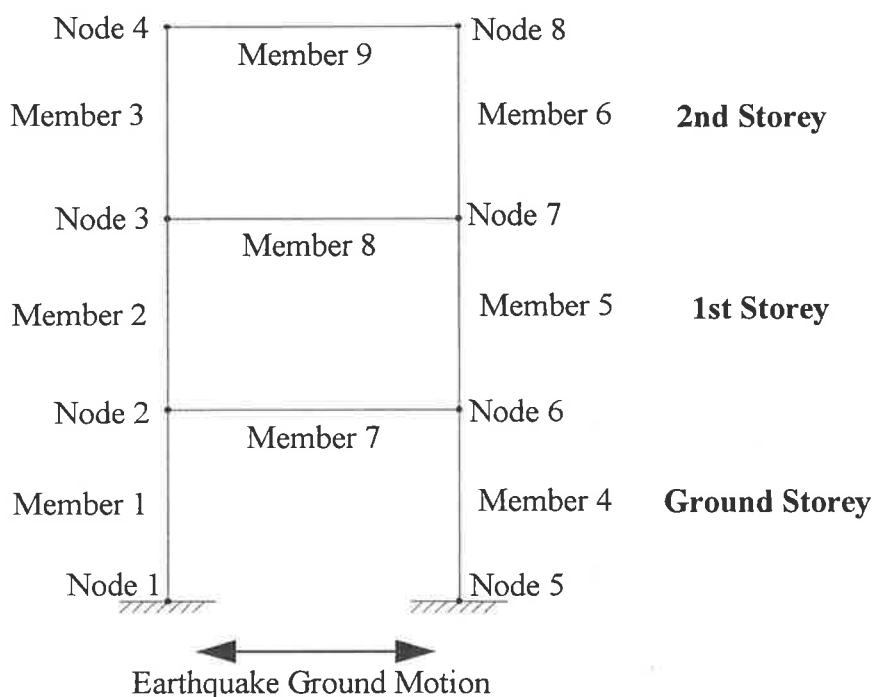 Node 4
Node 8
Member 9
Member 3
Member 6
2nd Storey
Node 3
Node 7
Member 8
Member 2
Member 5
1st Storey
Node 2
Node 6
Member 7
Member 1
Member 4
Ground Storey
Node 1
Node 5
Earthquake Ground Motion